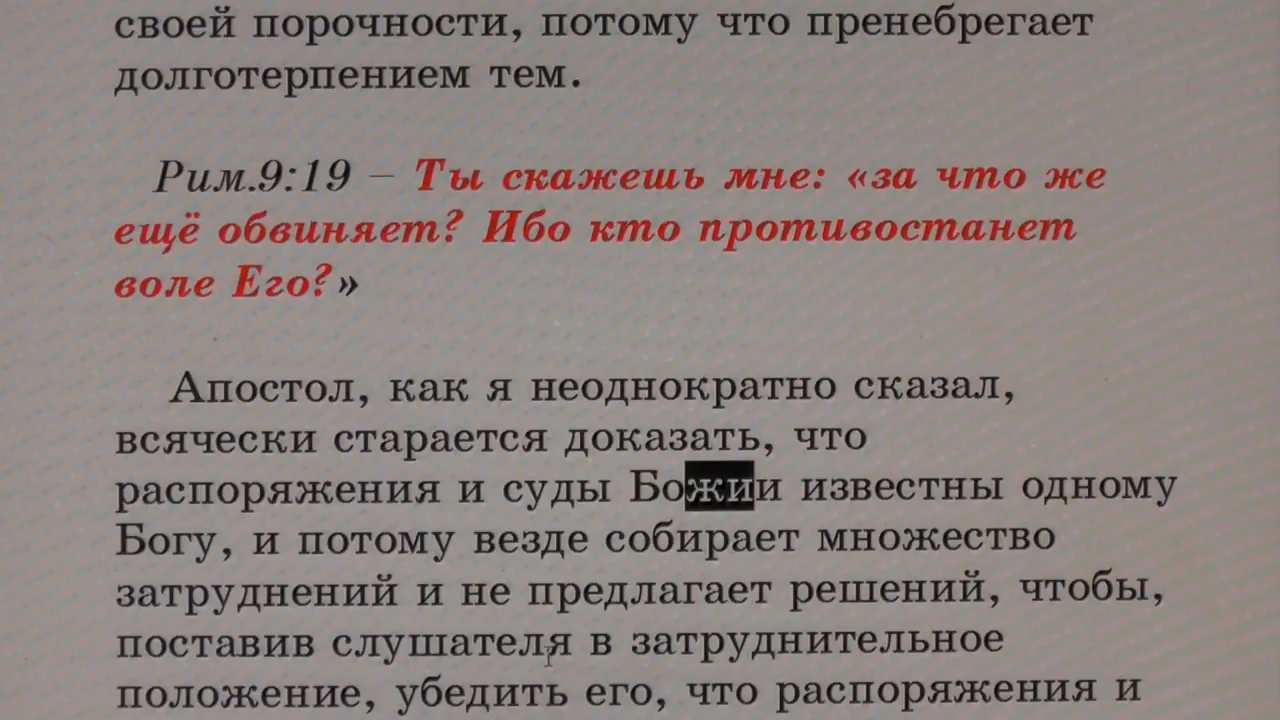 своей порочности, потому что пренебрегает
долготерпением тем.
Рим.9:19 – Ты скажешь мне: «за что же
ещё обвиняет? Ибо кто противостанет
воле Его?»
Апостол, как я неоднократно сказал,
всячески старается доказать, что
распоряжения и суды Божии известны одному
Богу, и потому везде собирает множество
затруднений и не предлагает решений, чтобы,
поставив слушателя в затруднительное
положение, убедить его, что распоряжения и